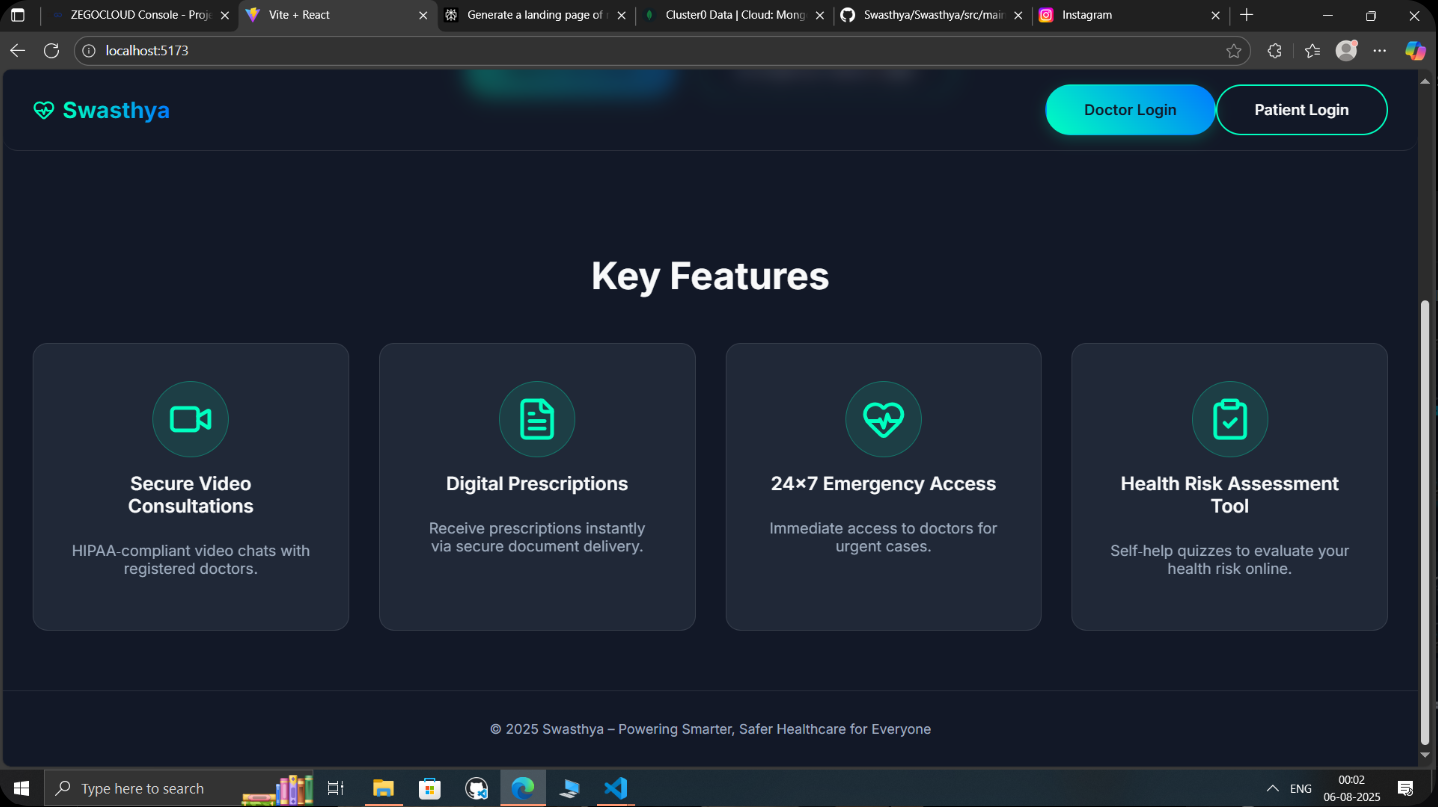 ZEGOCLOUD Console - Proje
Vite + React
Generate a landing page of
Cluster0 Data | Cloud: Mong
Swasthya/Swasthya/src/main
Instagram
localhost:5173
Swasthya
Doctor Login
Patient Login
Key Features
Secure Video
Consultations
HIPAA-compliant video chats with
registered doctors.
Digital Prescriptions
Receive prescriptions instantly
via secure document delivery.
24×7 Emergency Access
Immediate access to doctors for
urgent cases.
Health Risk Assessment
Tool
Self-help quizzes to evaluate your
health risk online.
© 2025 Swasthya – Powering Smarter, Safer Healthcare for Everyone
Type here to search
ENG
00:02
06-08-2025